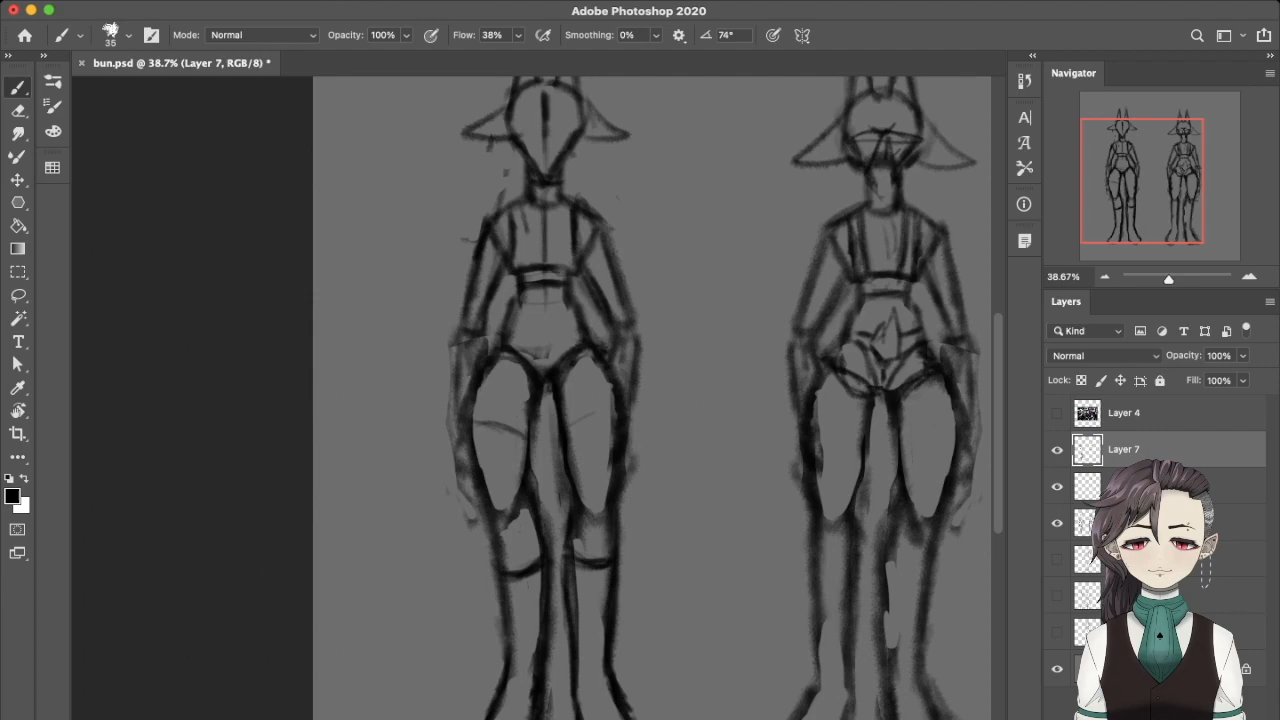 Adobe Photoshop 2020
35
Mode: Normal
Opacity: 100%
Flow: 38%
Smoothing: 0%
74°
bun.psd @ 38.7% (Layer 7, RGB/8) *
Navigator
38.67%
Layers
Kind
Normal
Opacity: 100%
Lock:
Fill: 100%
Layer 4
Layer 7